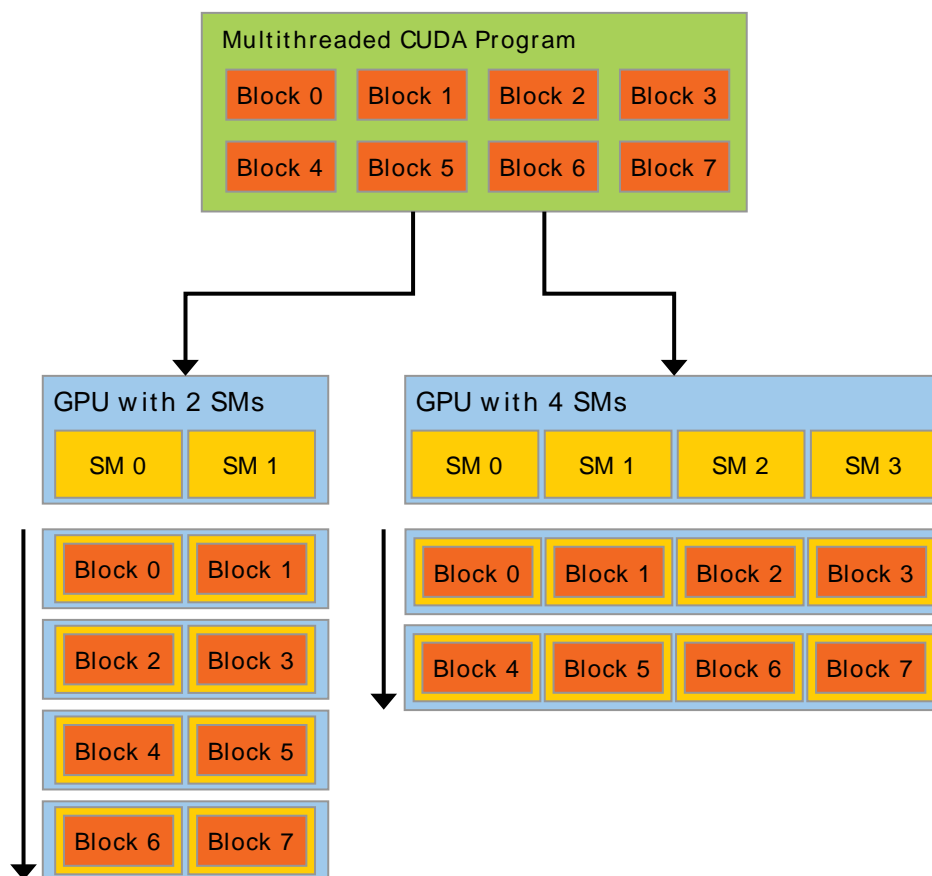 Multithreaded CUDA Program
Block 0 Block 1 Block 2 Block 3
Block 4 Block 5 Block 6 Block 7
GPU with 2 SMs
SM 0 SM 1
Block 0 Block 1
Block 2 Block 3
Block 4 Block 5
Block 6 Block 7
GPU with 4 SMs
SM 0 SM 1 SM 2 SM 3
Block 0 Block 1 Block 2 Block 3
Block 4 Block 5 Block 6 Block 7